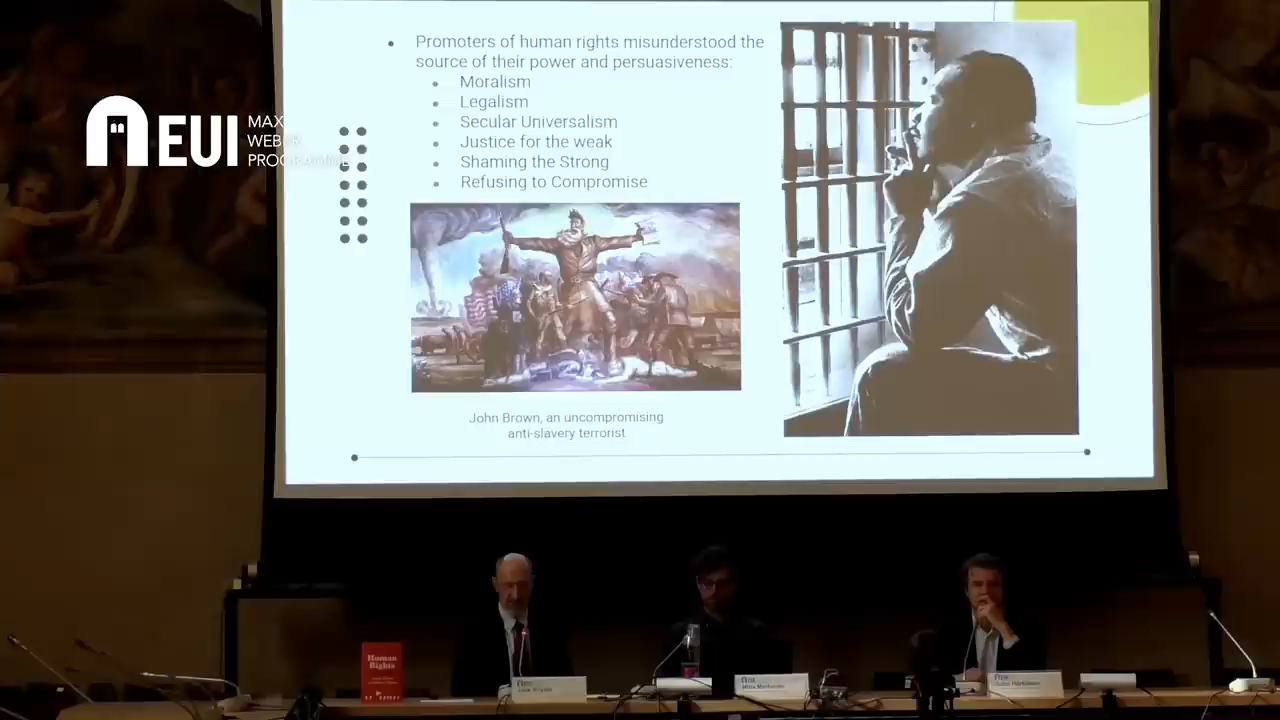 EUI
MAX
WEBER
PROGRAMME
Promoters of human rights misunderstood the
source of their power and persuasiveness:
Moralism
Legalism
Secular Universalism
Justice for the weak
Shaming the Strong
Refusing to Compromise
John Brown, an uncompromising
anti-slavery terrorist
Human
Rights